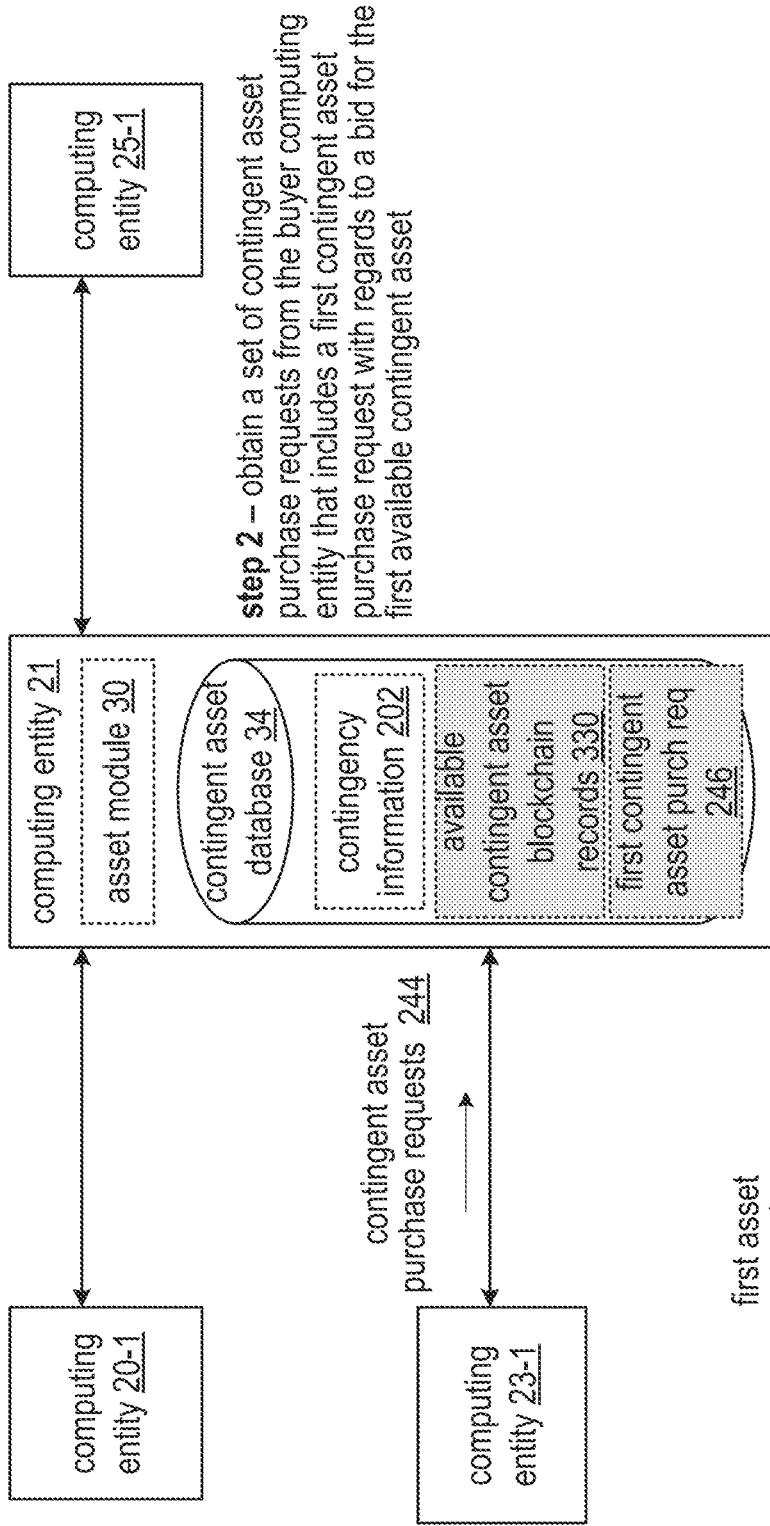 computing
entity 20-1
computing entity 21
asset module 30
contingent asset
database 34
contingency
information 202
available
contingent asset
blockchain
records 330
first contingent
asset purch req
246
computing
entity 25-1
step 2 – obtain a set of contingent asset
purchase requests from the buyer computing
entity that includes a first contingent asset
purchase request with regards to a bid for the
first available contingent asset
contingent asset
purchase requests 244
computing
entity 23-1
first asset